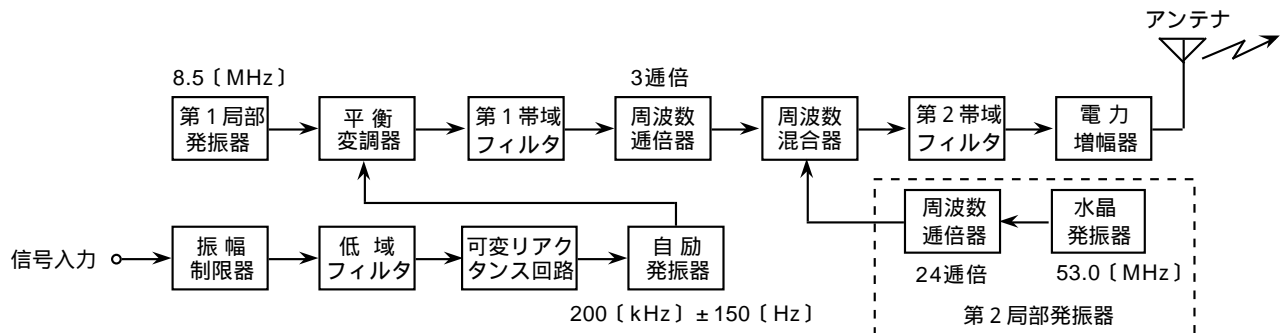 アンテナ
8.5〔MHz〕
3逓倍
第1局部
発振器
平衡
変調器
第1帯域
フィルタ
周波数
逓倍器
周波数
混合器
第2帯域
フィルタ
電力
増幅器
信号入力
振幅
制限器
低域
フィルタ
可変リアク
タンス回路
自励
発振器
周波数
逓倍器
水晶
発振器
24逓倍
53.0〔MHz〕
200〔kHz〕±150〔Hz〕
第2局部発振器